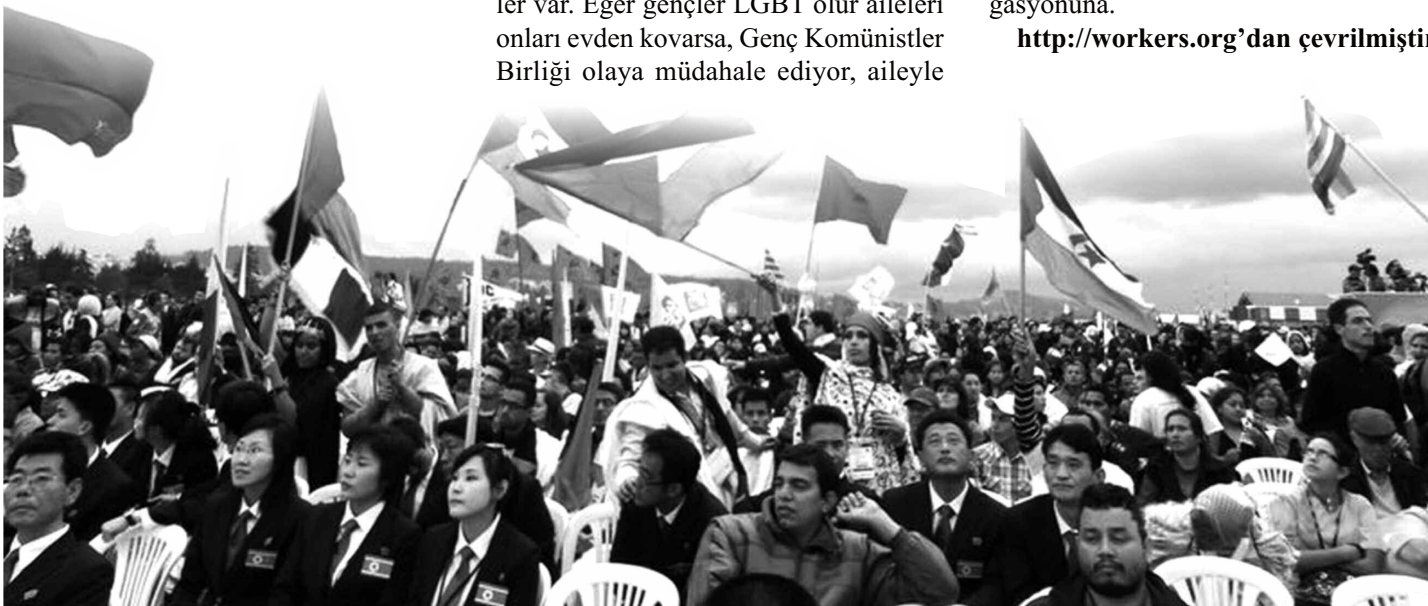 ler var. Eğer gençler LGBT olur aileleri
onları evden kovarsa, Genç Komünistler
Birliği olaya müdahale ediyor, aileyle
gasyonuna.
http://workers.org’dan çevrilmiştir